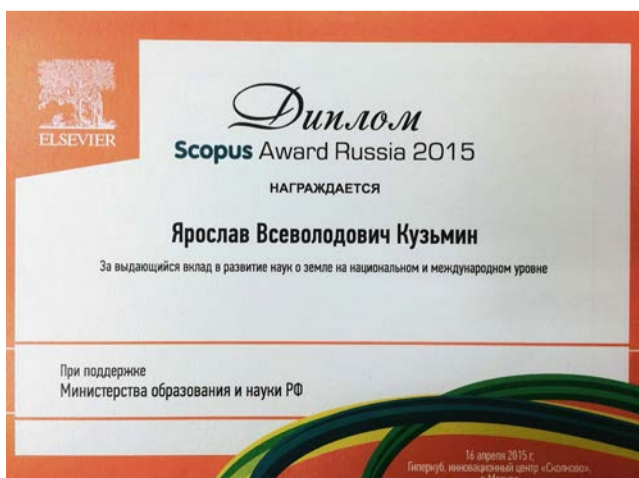 ELSEVIER
Диплом
Scopus Award Russia 2015
НАГРАЖДАЕТСЯ
Ярослав Всеволодович Кузьмин
За выдающийся вклад в развитие наук о земле на национальном и международном уровне
При поддержке
Министерства образования и науки РФ
16 апреля 2015 г,
Гиперкуб, инновационный центр «Сколково»,